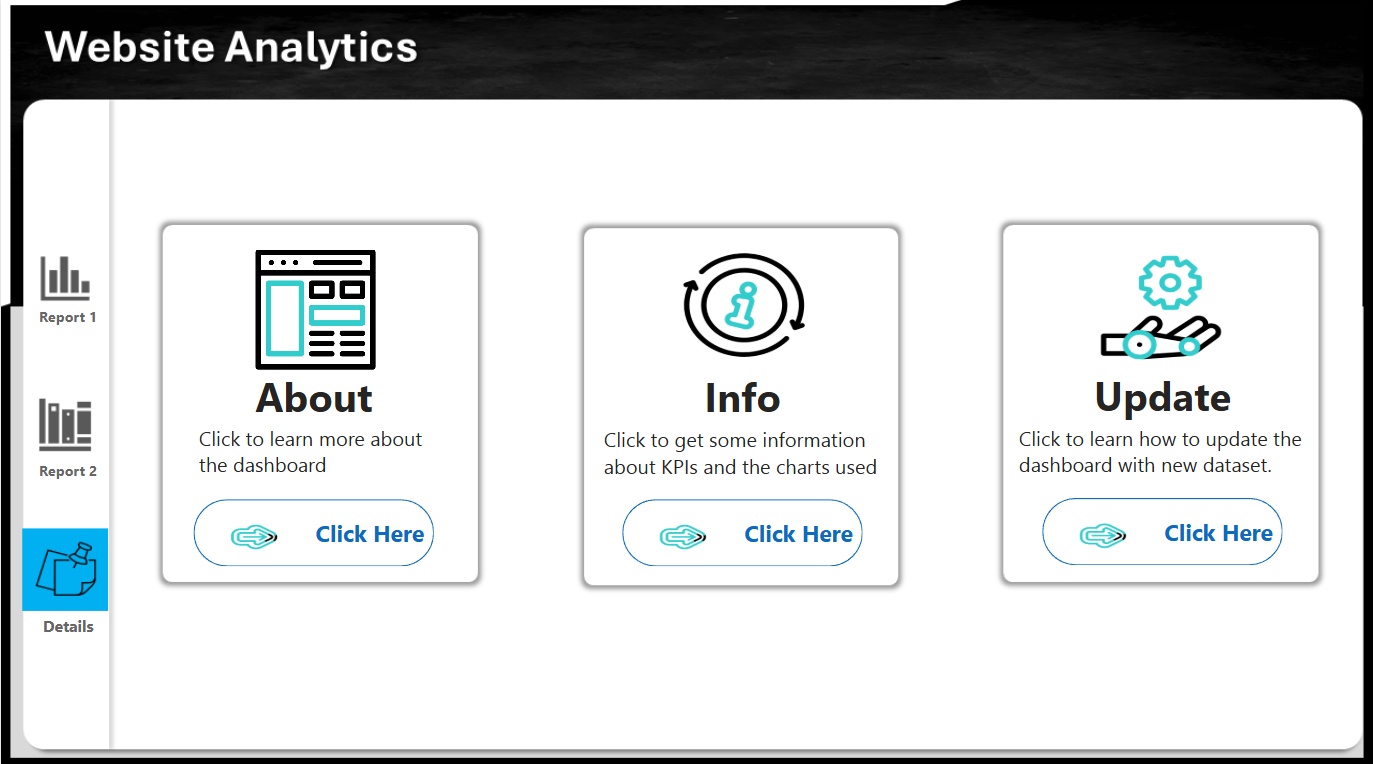 Website Analytics
Report 1
Report 2
Details
About
Click to learn more about
the dashboard
Click Here
Info
Click to get some information
about KPIs and the charts used
Click Here
Update
Click to learn how to update the
dashboard with new dataset.
Click Here